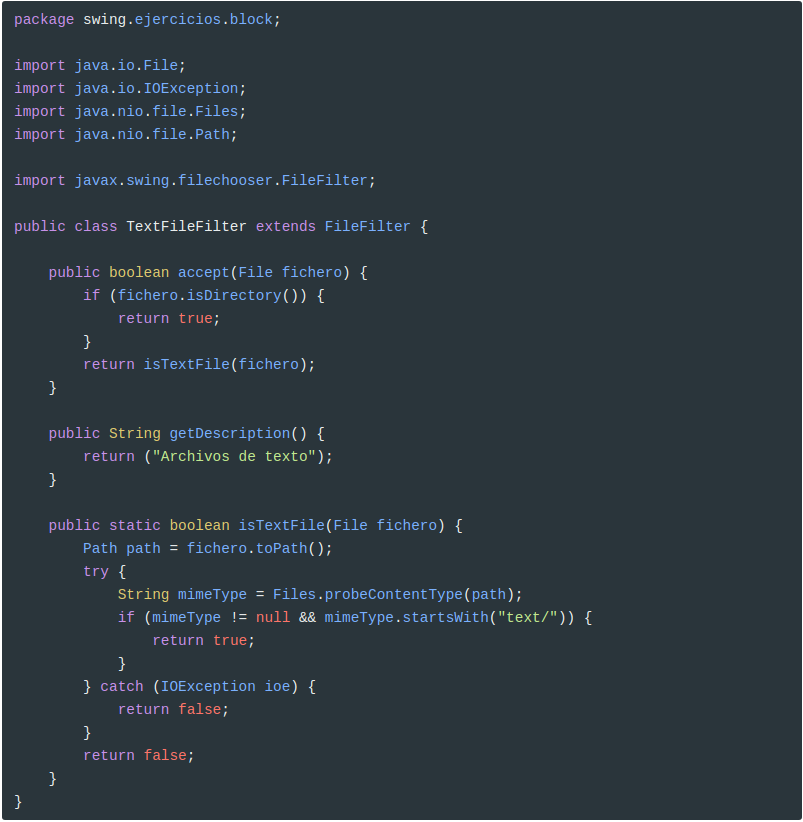 package swing.ejercicios.block;

import java.io.File;
import java.io.IOException;
import java.nio.file.Files;
import java.nio.file.Path;

import javax.swing.filechooser.FileFilter;

public class TextFileFilter extends FileFilter {

    public boolean accept(File fichero) {
        if (fichero.isDirectory()) {
            return true;
        }
        return isTextFile(fichero);
    }

    public String getDescription() {
        return ("Archivos de texto");
    }

    public static boolean isTextFile(File fichero) {
        Path path = fichero.toPath();
        try {
            String mimeType = Files.probeContentType(path);
            if (mimeType != null && mimeType.startsWith("text/")) {
                return true;
            }
        } catch (IOException ioe) {
            return false;
        }
        return false;
    }
}